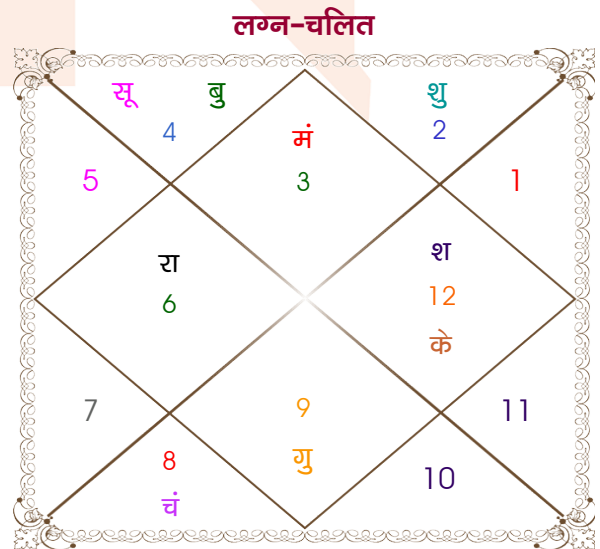 लग्न-चलित
सू बु शु
4 मं 2
5 3 1
रा श
6 12
के
7 9 11
8 गु 10
चं